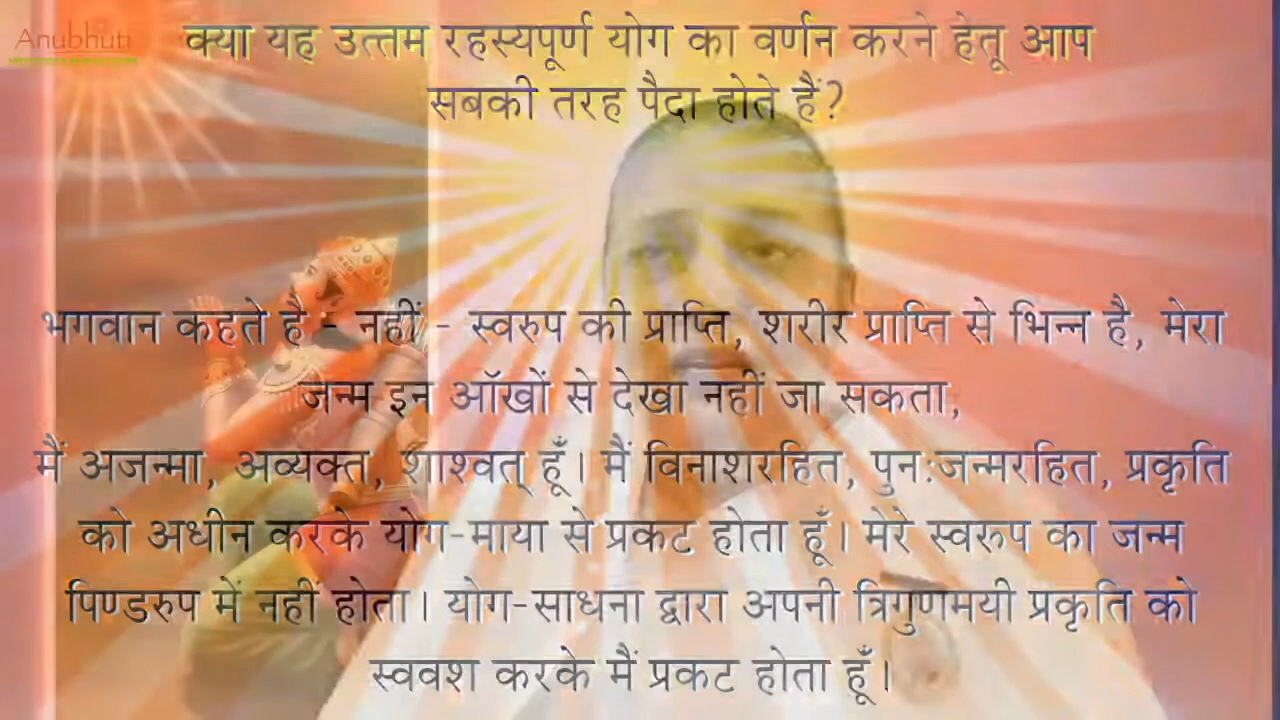 Anubhuti
क्या यह उत्तम रहस्यपूर्ण योग का वर्णन करने हेतू आप
सबकी तरह पैदा होते हैं?
भगवान कहते है - नहीं - स्वरुप की प्राप्ति, शरीर प्राप्ति से भिन्न है, मेरा
जन्म इन ऑखों से देखा नहीं जा सकता,
मैं अजन्मा, अव्यक्त, शाश्वत् हूँ। मैं विनाशरहित, पुनःजन्मरहित, प्रकृति
को अधीन करके योग-माया से प्रकट होता हूँ। मेरे स्वरुप का जन्म
पिण्डरुप में नहीं होता। योग-साधना द्वारा अपनी त्रिगुणमयी प्रकृति को
स्ववश करके मैं प्रकट होता हूँ।